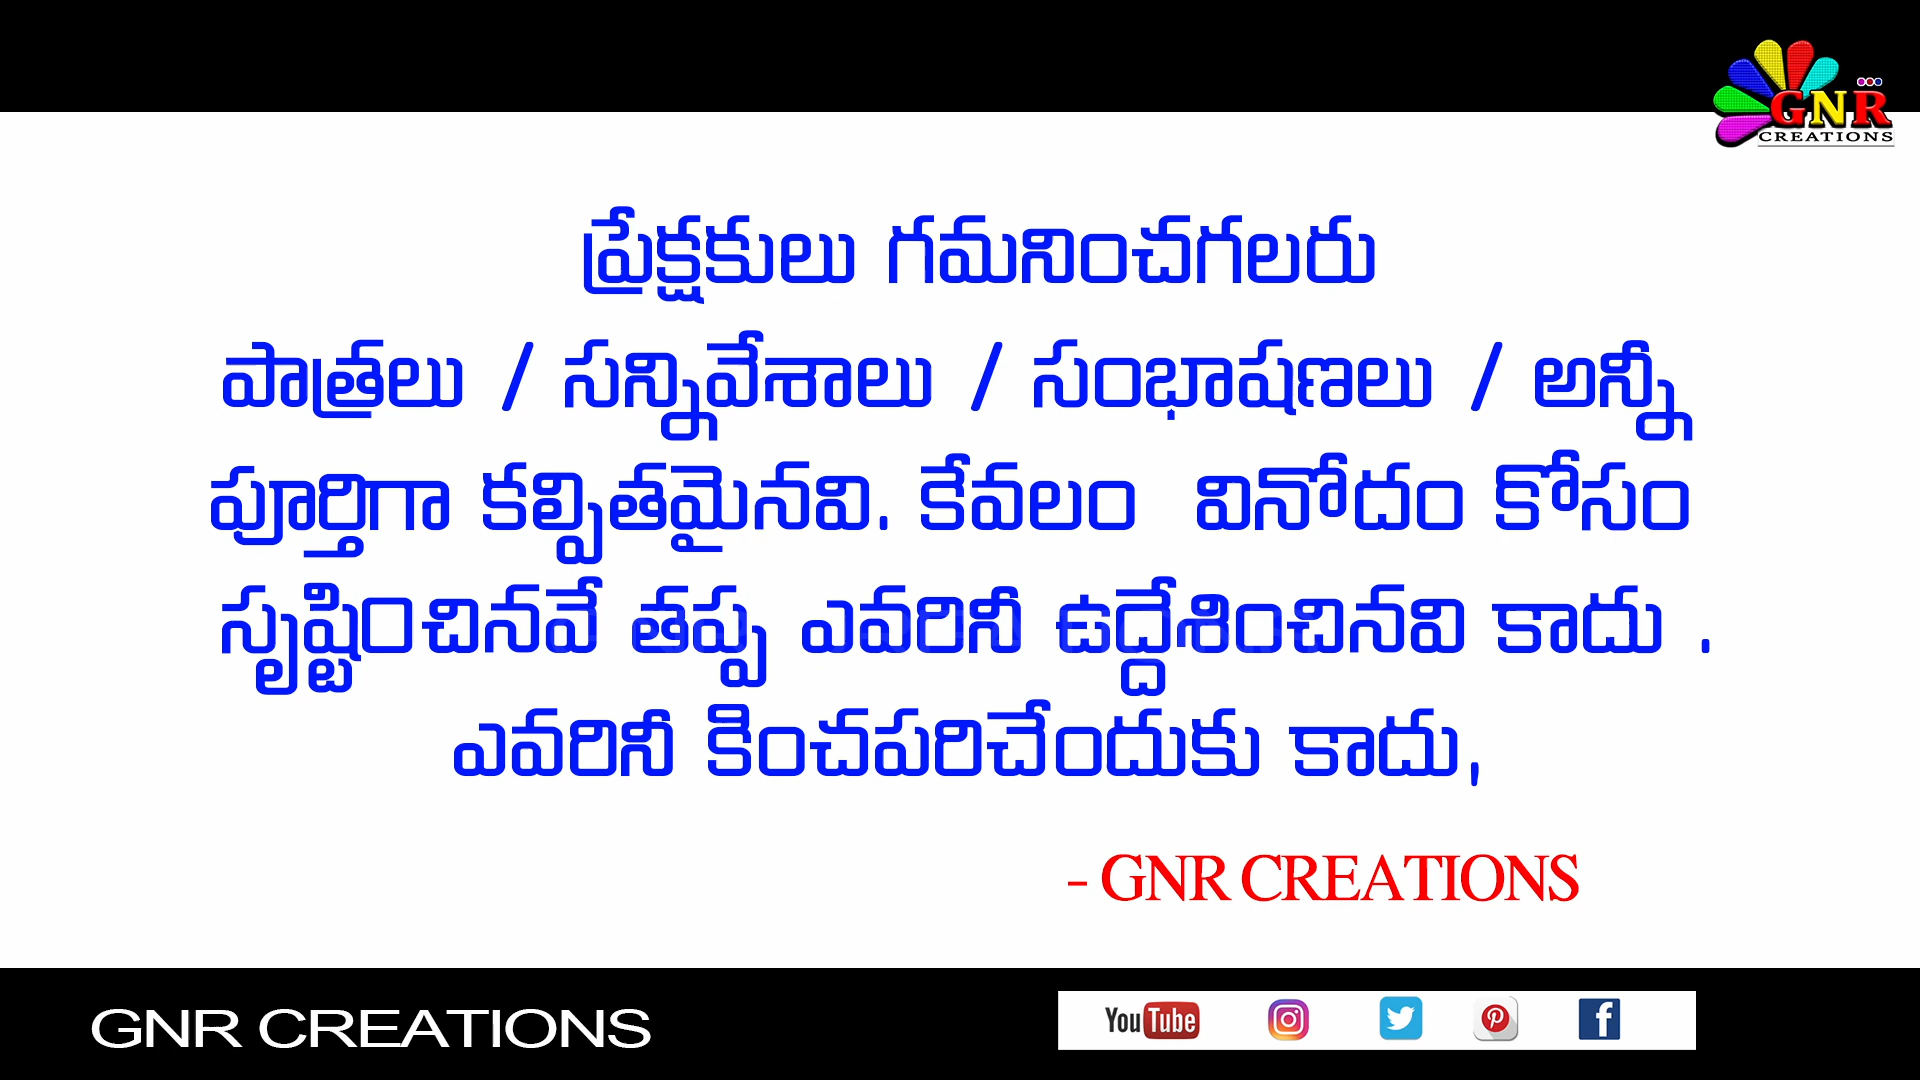 GNR
CREATIONS
ప్రేక్షకులు గమనించగలరు
పాత్రలు / సన్నివేశాలు / సంభాషణలు / అన్నీ
పూర్తిగా కల్పితమైనవి. కేవలం వినోదం కోసం
సృష్టించినవే తప్ప ఎవరినీ ఉద్దేశించినవి కాదు .
ఎవరినీ కించపరిచేందుకు కాదు,
- GNR CREATIONS
GNR CREATIONS
YouTube